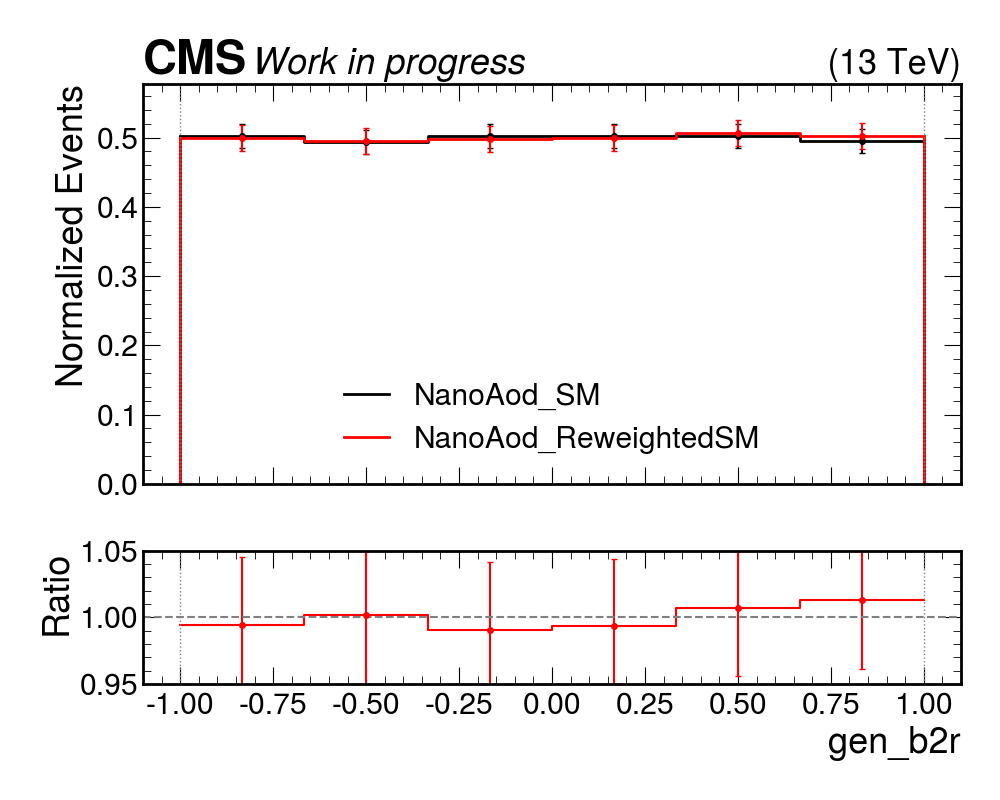 CMS Work in progress (13 TeV)
Normalized Events
0.5
0.4
0.3
0.2
0.1
0.0
NanoAod_SM
NanoAod_ReweightedSM
Ratio
1.05
1.00
0.95
-1.00 -0.75 -0.50 -0.25 0.00 0.25 0.50 0.75 1.00
gen_b2r